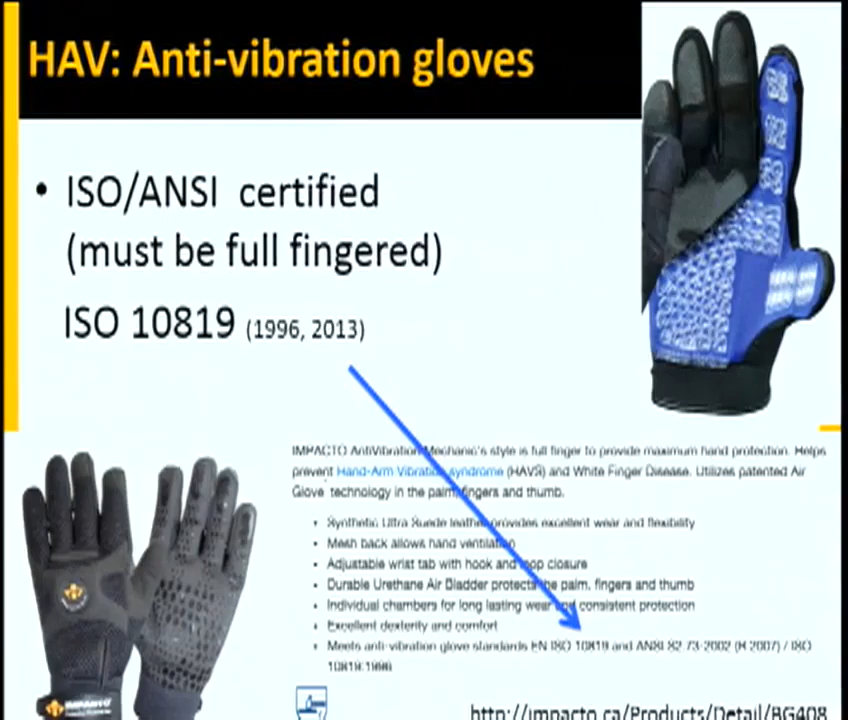 HAV: Anti-vibration gloves
• ISO/ANSI certified
(must be full fingered)
ISO 10819 (1996, 2013)
IMPACTO AntiVibration Mechanic's style is full finger to provide maximum hand protection. Helps
prevent Hand-Arm Vibration syndrome (HAVS) and White Finger Disease. Utilizes patented Air
Glove technology in the palm, fingers and thumb.
• Synthetic Ultra Suede leather provides excellent wear and flexibility
• Mesh back allows hand ventilation
• Adjustable wrist tab with hook and loop closure
• Durable Urethane Air Bladder protects the palm, fingers and thumb
• Individual chambers for long lasting wear and consistent protection
• Excellent dexterity and comfort
• Meets anti-vibration glove standards EN ISO 10819 and ANSI S2.73-2002 (R 2007) / ISO
10819:1996
IMPACTO
http://impacto.ca/Products/Detail/BG408